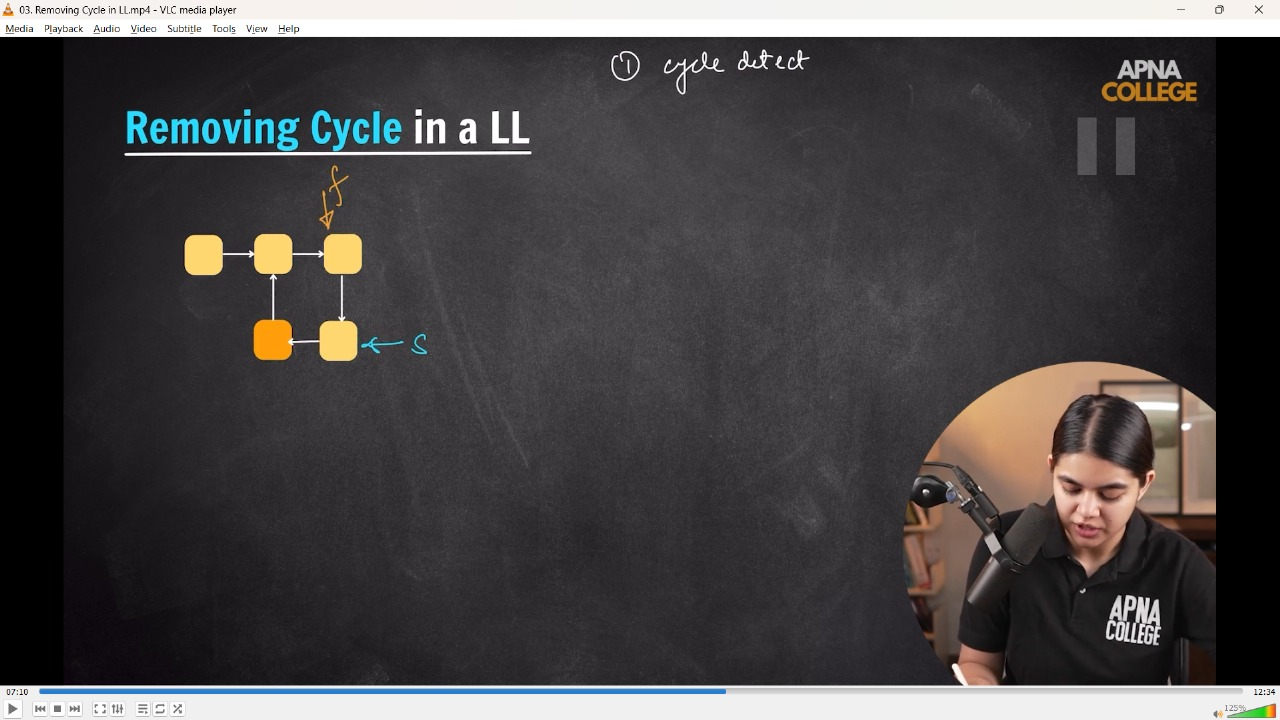 03. Removing Cycle in LL.mp4 - VLC media player
Media Playback Audio Video Subtitle Tools View Help
① cycle detect
APNA
COLLEGE
Removing Cycle in a LL
f
S
APNA
COLLEGE
07:10
12:34
125%